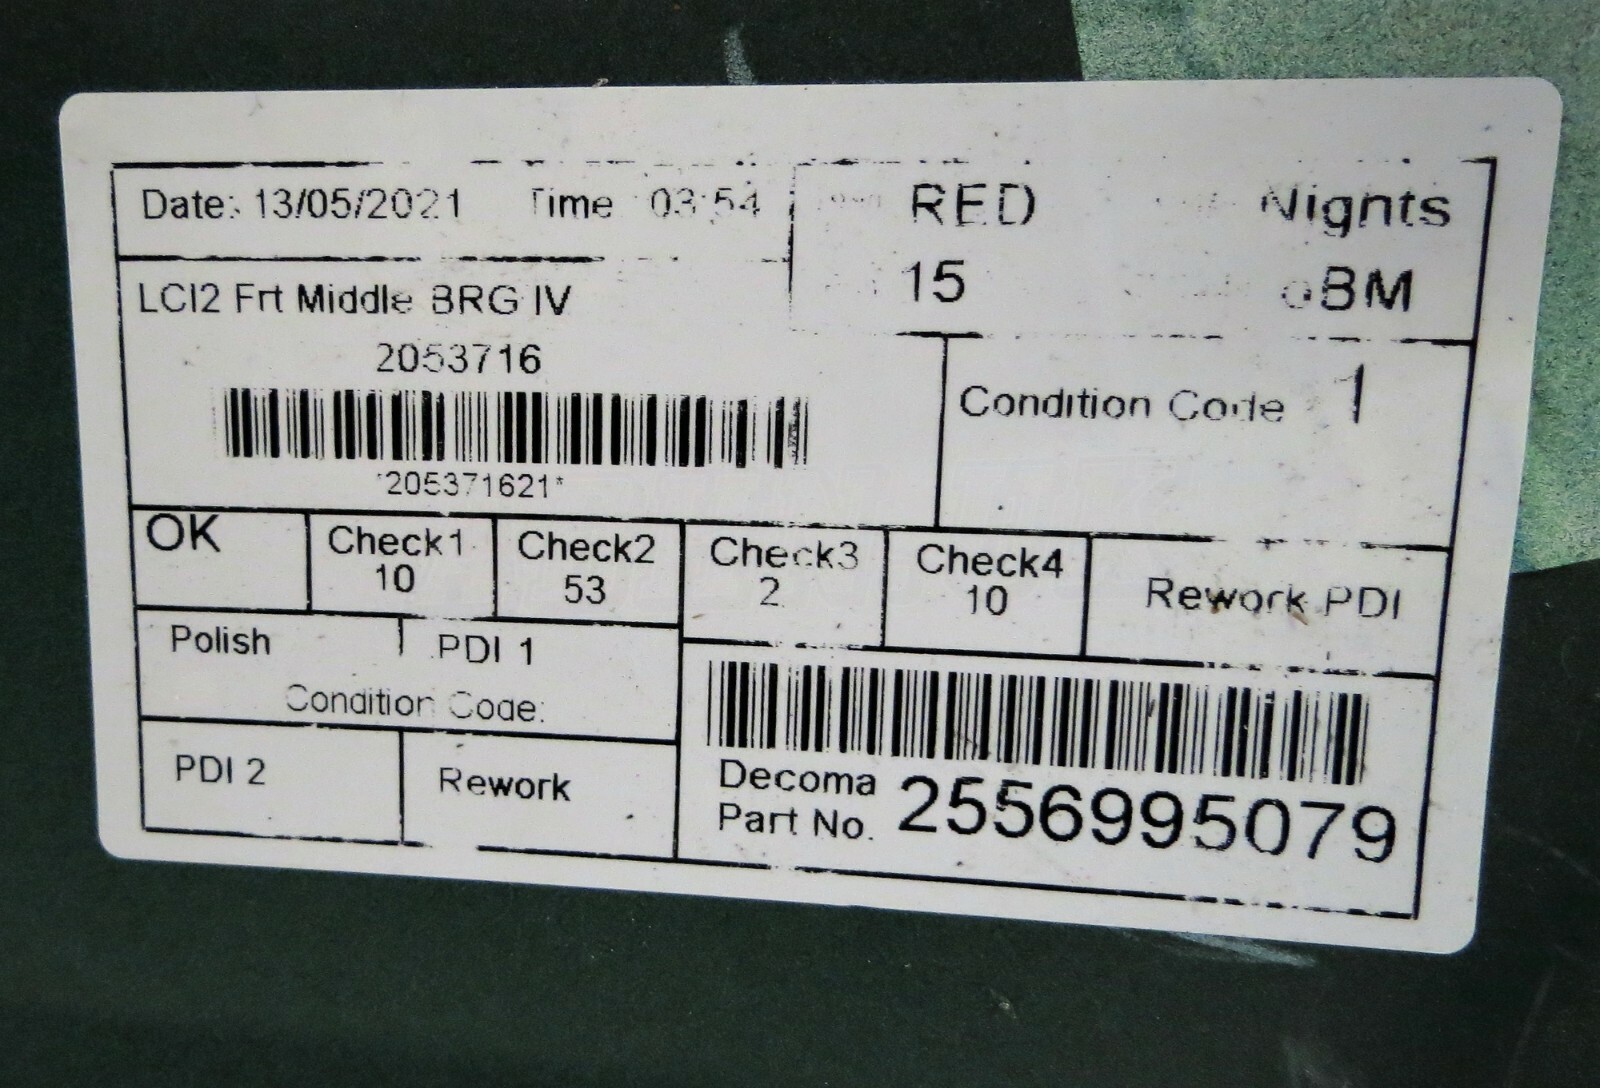 Date: 13/05/2021 Time 03:54
RED Nights
15
LCI2 Frt Middle BRG IV
2053716
*205371621*
Condition Code 1
OK
Check1
10
Check2
53
Check3
2
Check4
10
Rework PDI
Polish
PDI 1
Condition Code:
PDI 2
Rework
Decoma
Part No. 2556995079